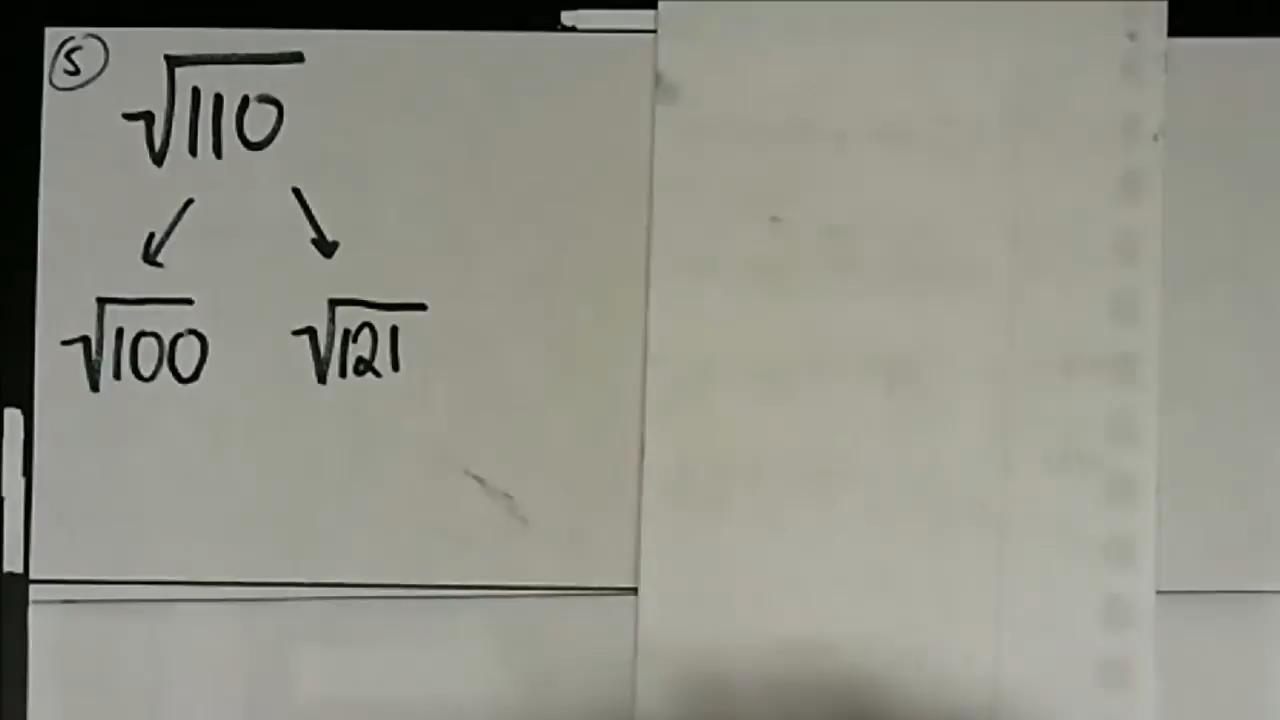 ⑤ √110
↙ ↘
√100 √121